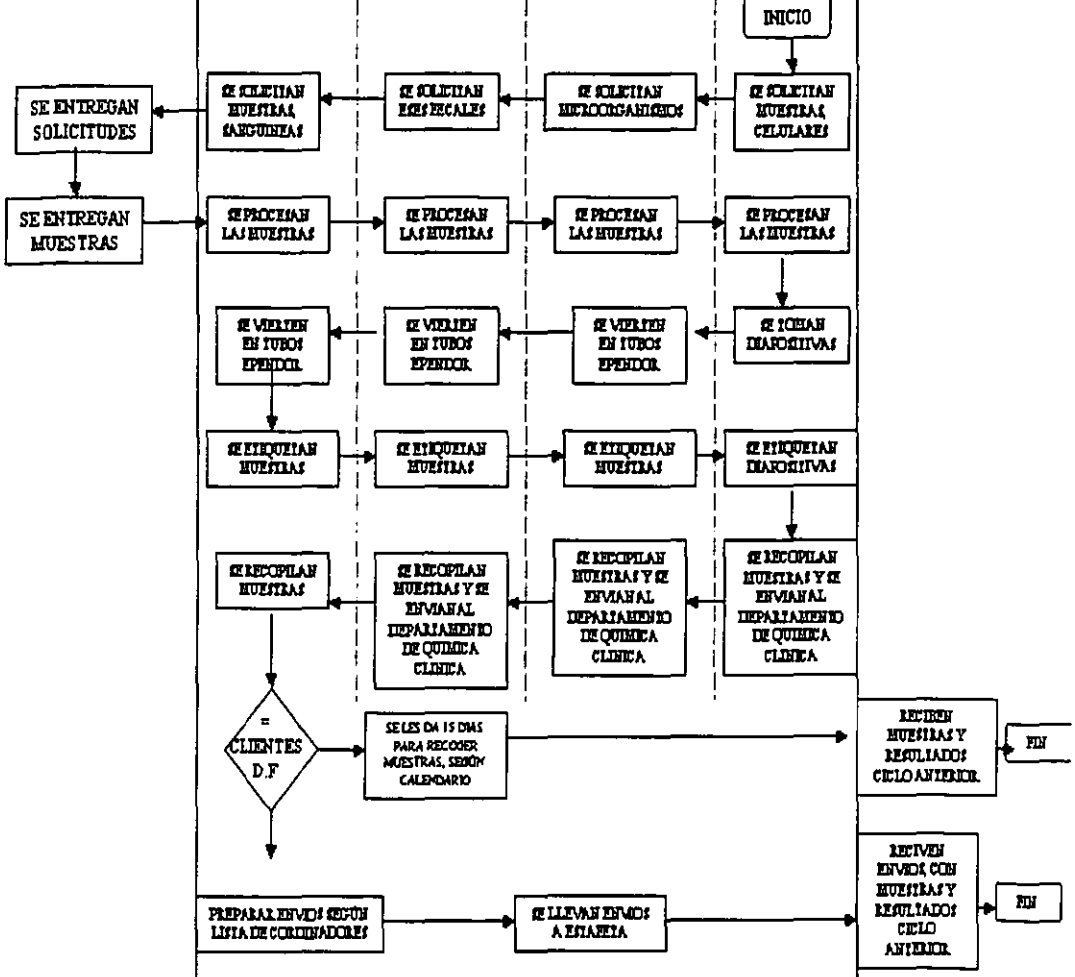 INICIO
SE SOLICITAN
MUESTRAS
CELULARES
SE SOLICITAN
MICROORGANISMOS
SE SOLICITAN
ESES FECALES
SE SOLICITAN
MUESTRAS
SANGUINEAS
SE ENTREGAN
SOLICITUDES
SE ENTREGAN
MUESTRAS
SE PROCESAN
LAS MUESTRAS
SE PROCESAN
LAS MUESTRAS
SE PROCESAN
LAS MUESTRAS
SE PROCESAN
LAS MUESTRAS
SE TOMAN
DIAPOSITIVAS
SE VIERTEN
EN TUBOS
EPENDOR
SE VIERTEN
EN TUBOS
EPENDOR
SE VIERTEN
EN TUBOS
EPENDOR
SE ETIQUETAN
MUESTRAS
SE ETIQUETAN
MUESTRAS
SE ETIQUETAN
MUESTRAS
SE ETIQUETAN
DIAPOSITIVAS
SE RECOPILAN
MUESTRAS Y SE
ENVIAN AL
DEPARTAMENTO
DE QUIMICA
CLINICA
SE RECOPILAN
MUESTRAS Y SE
ENVIAN AL
DEPARTAMENTO
DE QUIMICA
CLINICA
SE RECOPILAN
MUESTRAS Y SE
ENVIAN AL
DEPARTAMENTO
DE QUIMICA
CLINICA
SE RECOPILAN
MUESTRAS
=
CLIENTES
D.F
SE LES DA 15 DIAS
PARA RECOGER
MUESTRAS, SEGÚN
CALENDARIO
RECIBEN
MUESTRAS Y
RESULTADOS
CICLO ANTERIOR
FIN
PREPARAR ENVIOS SEGÚN
LISTA DE CORDINADORES
SE LLEVAN ENVIOS
A ESTAFETA
RECIVEN
ENVIOS, CON
MUESTRAS Y
RESULTADOS
CICLO
ANTERIOR
FIN